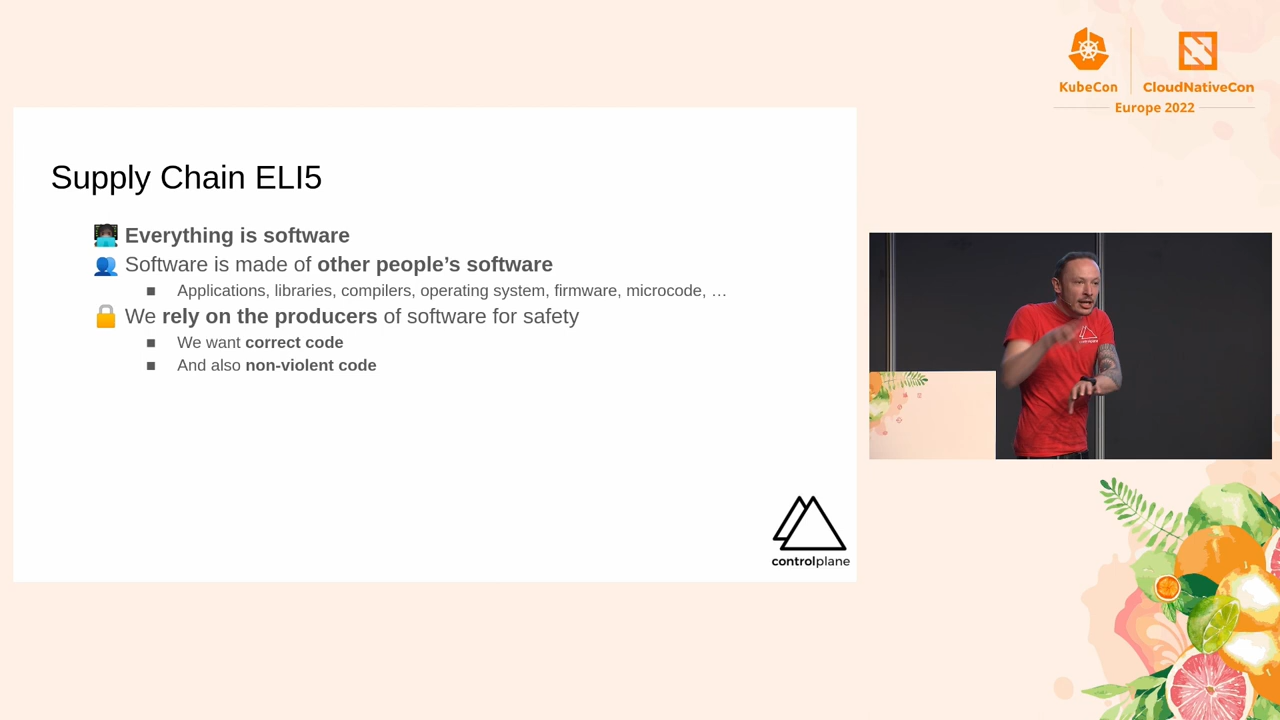 KubeCon
CloudNativeCon
Europe 2022
Supply Chain ELI5
Everything is software
Software is made of other people’s software
Applications, libraries, compilers, operating system, firmware, microcode, …
We rely on the producers of software for safety
We want correct code
And also non-violent code
controlplane